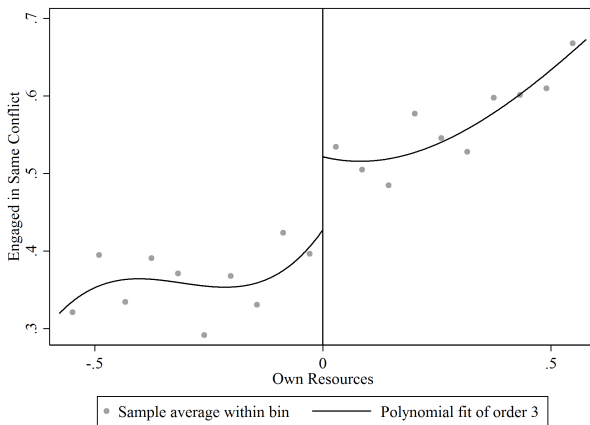 Engaged in Same Conflict
.7
.6
.5
.4
.3
-.5
0
.5
Own Resources
Sample average within bin
Polynomial fit of order 3